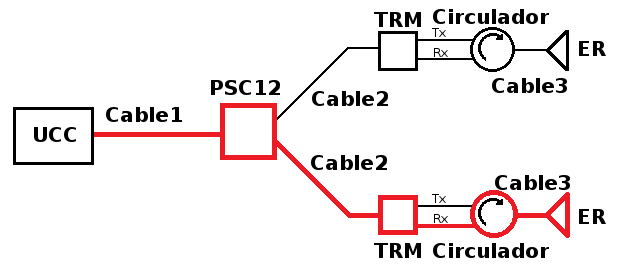 TRM Circulador
Tx
Rx
ER
Cable3
PSC12
Cable2
Cable1
UCC
Cable2
Cable3
Tx
Rx
ER
TRM Circulador